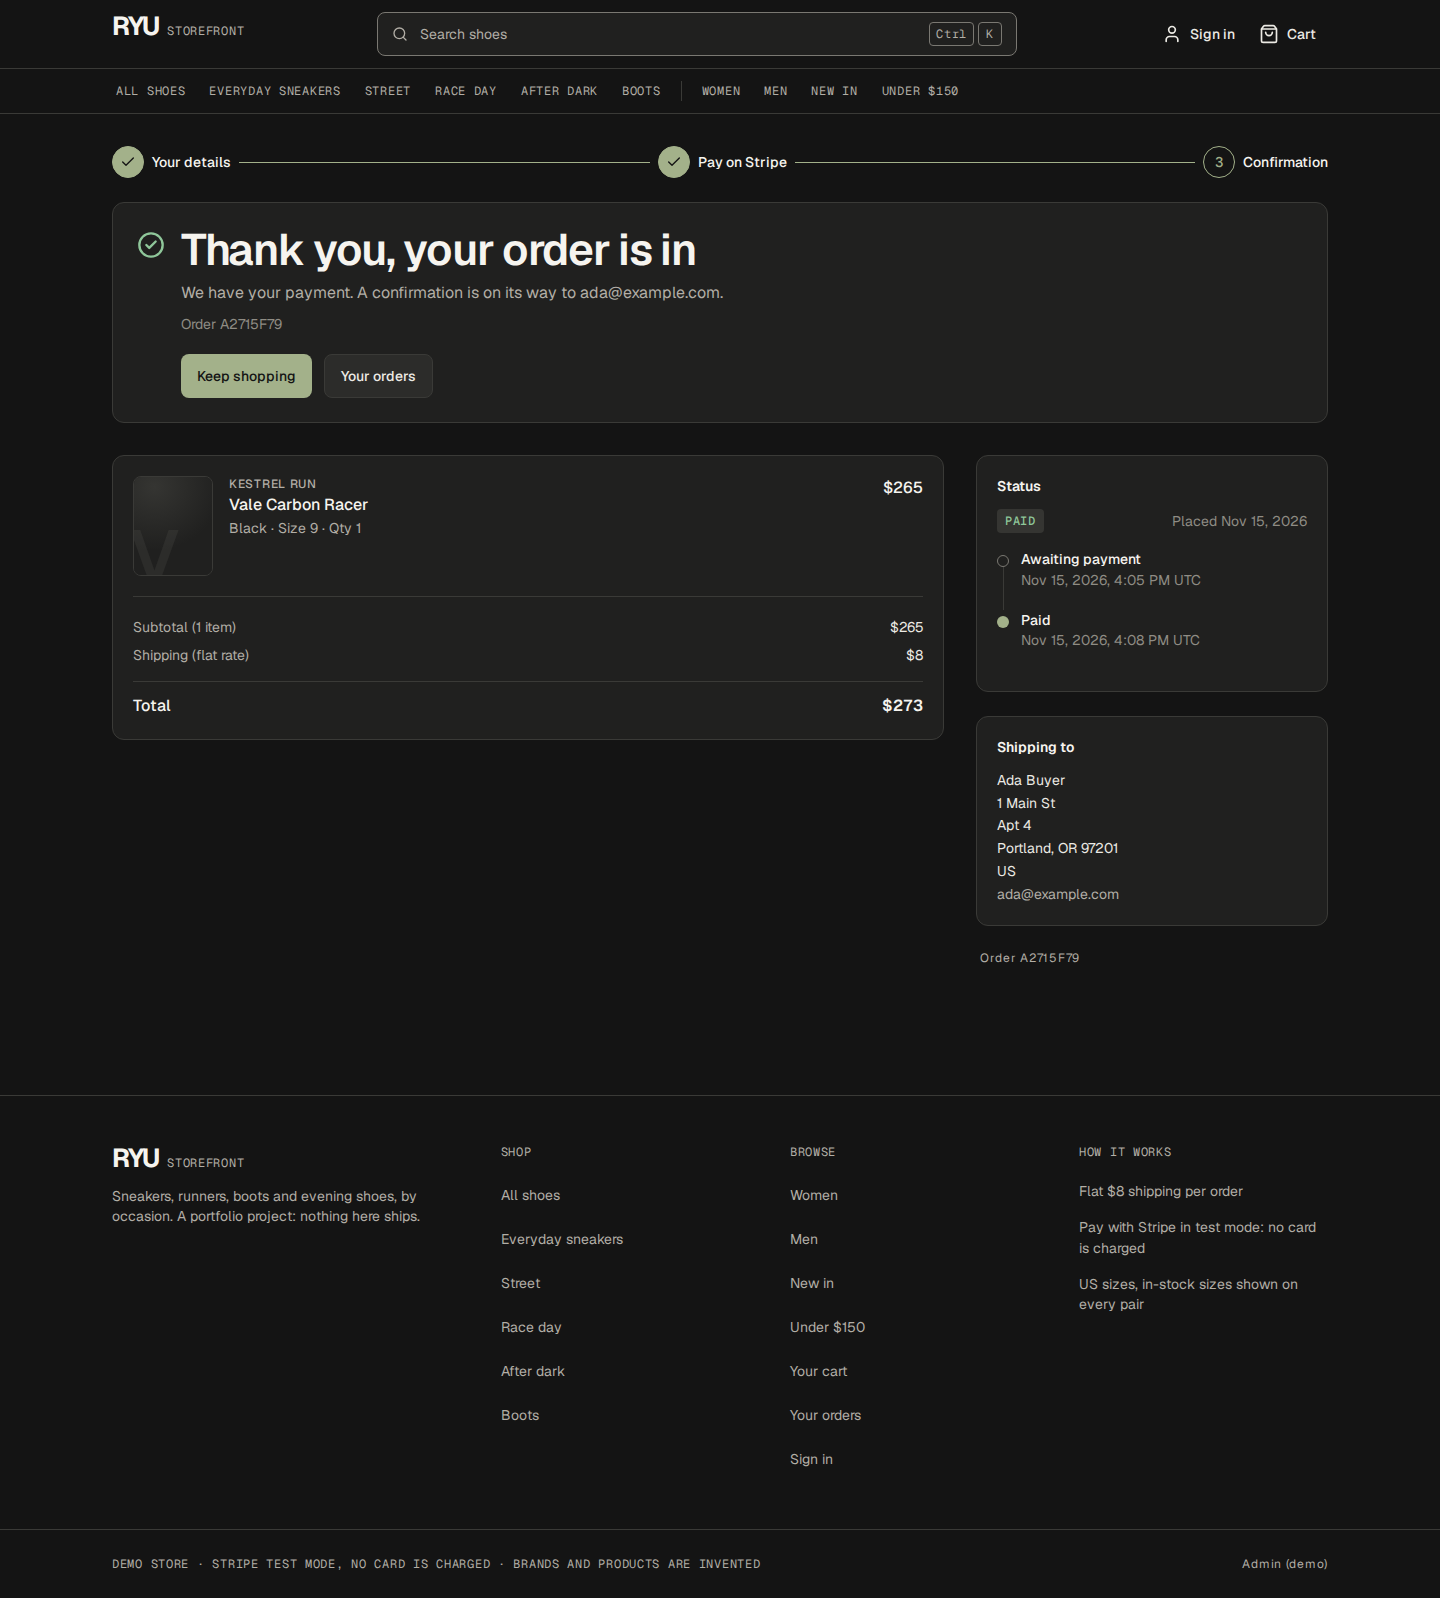 RYU STOREFRONT
Search shoes
Ctrl K
Sign in
Cart
ALL SHOES
EVERYDAY SNEAKERS
STREET
RACE DAY
AFTER DARK
BOOTS
WOMEN
MEN
NEW IN
UNDER $150
Your details
Pay on Stripe
3 Confirmation
Thank you, your order is in
We have your payment. A confirmation is on its way to ada@example.com.
Order A2715F79
Keep shopping
Your orders
V
KESTREL RUN
Vale Carbon Racer
Black · Size 9 · Qty 1
$265
Subtotal (1 item) $265
Shipping (flat rate) $8
Total $273
Status
PAID
Placed Nov 15, 2026
Awaiting payment
Nov 15, 2026, 4:05 PM UTC
Paid
Nov 15, 2026, 4:08 PM UTC
Shipping to
Ada Buyer
1 Main St
Apt 4
Portland, OR 97201
US
ada@example.com
Order A2715F79
RYU STOREFRONT
Sneakers, runners, boots and evening shoes, by
occasion. A portfolio project: nothing here ships.
SHOP
All shoes
Everyday sneakers
Street
Race day
After dark
Boots
BROWSE
Women
Men
New in
Under $150
Your cart
Your orders
Sign in
HOW IT WORKS
Flat $8 shipping per order
Pay with Stripe in test mode: no card
is charged
US sizes, in-stock sizes shown on
every pair
DEMO STORE · STRIPE TEST MODE, NO CARD IS CHARGED · BRANDS AND PRODUCTS ARE INVENTED
Admin (demo)